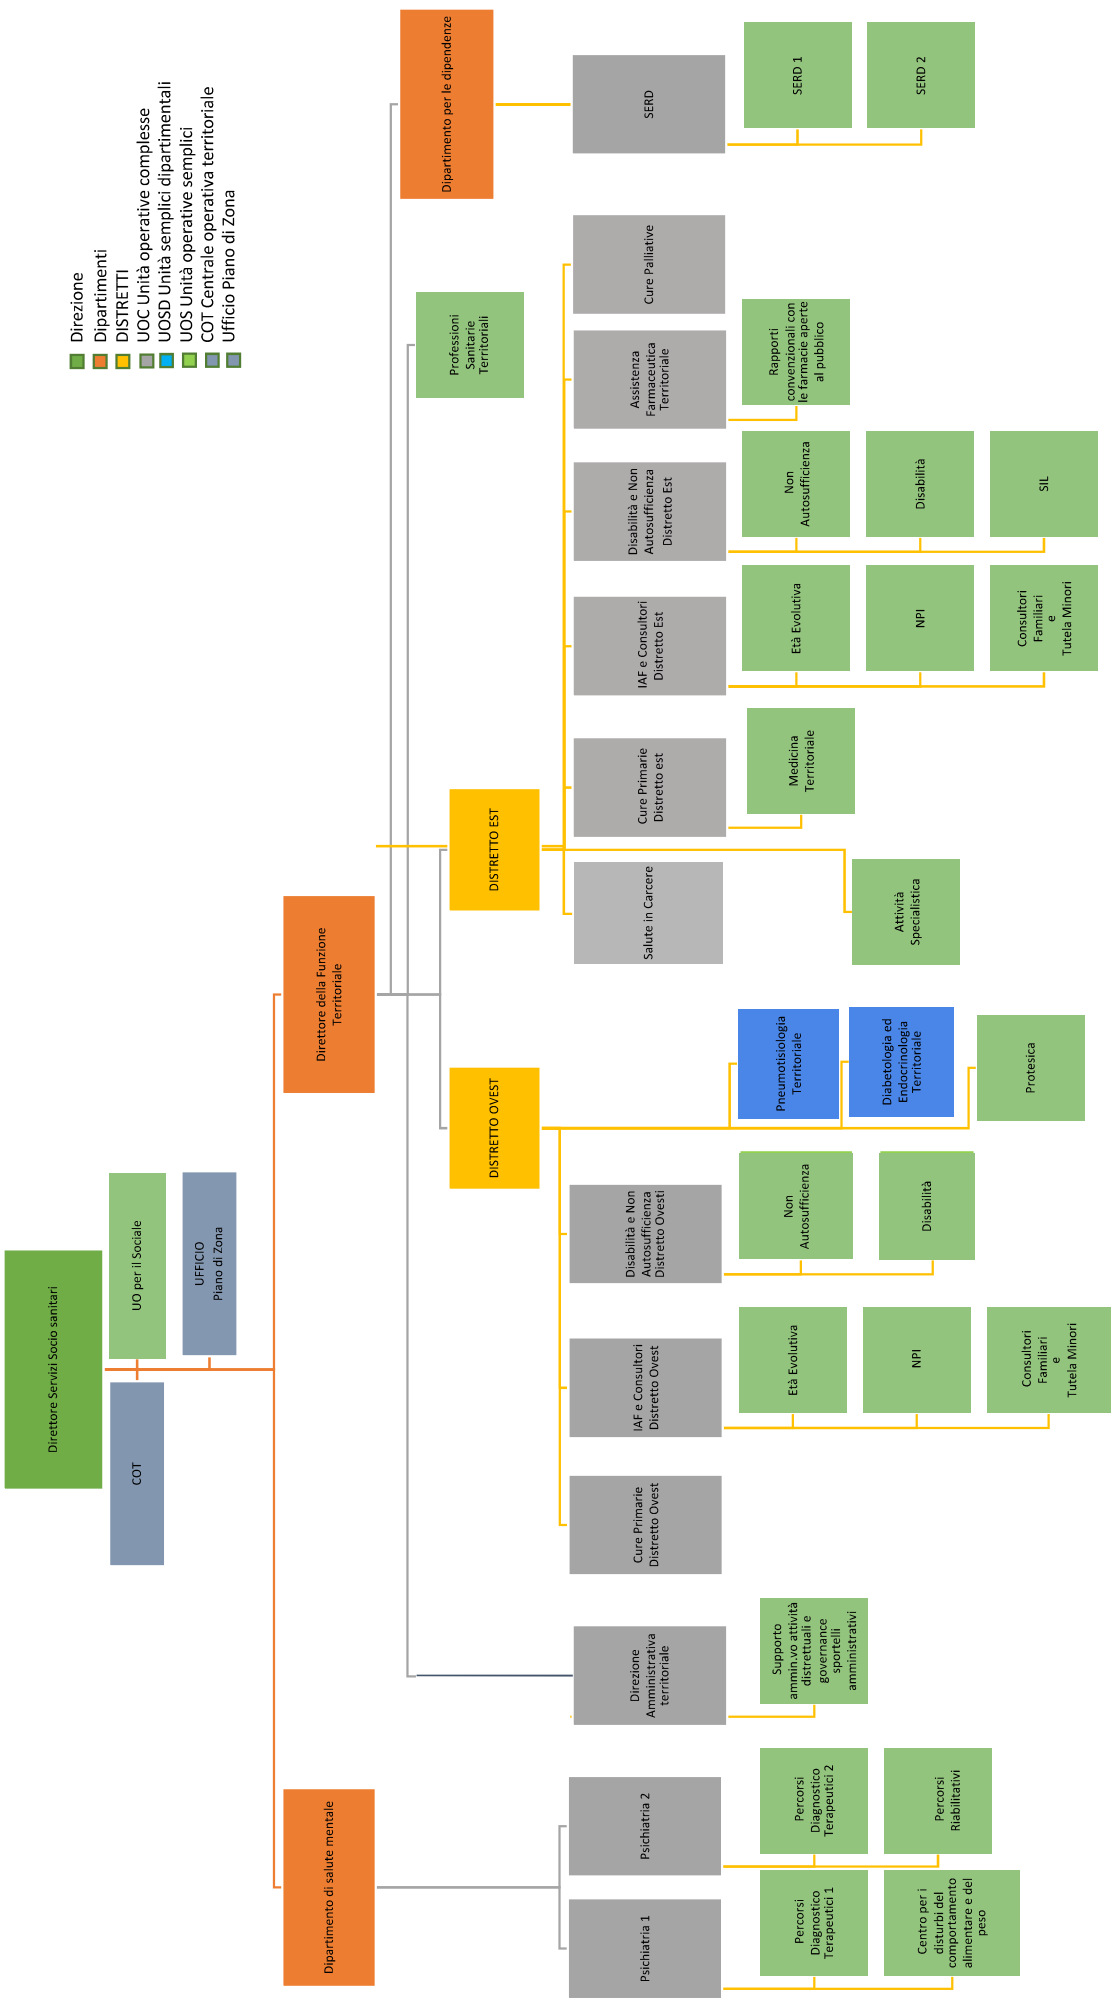 Direttore Servizi Socio sanitari
COT
UO per il Sociale
UFFICIO
Piano di Zona
Direzione
Dipartimenti
DISTRETTI
UOC Unità operative complesse
UOSD Unità semplici dipartimentali
UOS Unità operative semplici
COT Centrale operativa territoriale
Ufficio Piano di Zona
Dipartimento di salute mentale
Direttore della Funzione
Territoriale
Dipartimento per le dipendenze
Professioni
Sanitarie
Territoriali
DISTRETTO OVEST
DISTRETTO EST
Psichiatria 1
Psichiatria 2
Direzione
Amministrativa
territoriale
Cure Primarie
Distretto Ovest
IAF e Consultori
Distretto Ovest
Disabilità e Non
Autosufficienza
Distretto Ovesti
Salute in Carcere
Cure Primarie
Distretto est
IAF e Consultori
Distretto Est
Disabilità e Non
Autosufficienza
Distretto Est
Assistenza
Farmaceutica
Territoriale
Cure Palliative
SERD
Percorsi
Diagnostico
Terapeutici 1
Percorsi
Diagnostico
Terapeutici 2
Supporto
ammin.vo attività
distrettuali e
governance
sportelli
amministrativi
Età Evolutiva
Non
Autosufficienza
Pneumotisiologia
Territoriale
Medicina
Territoriale
Età Evolutiva
Non
Autosufficienza
Rapporti
convenzionali con
le farmacie aperte
al pubblico
SERD 1
Centro per i
disturbi del
comportamento
alimentare e del
peso
Percorsi
Riabilitativi
NPI
Disabilità
Diabetologia ed
Endocrinologia
Territoriale
Attività
Specialistica
NPI
Disabilità
SERD 2
Consultori
Familiari
e
Tutela Minori
Protesica
Consultori
Familiari
e
Tutela Minori
SIL